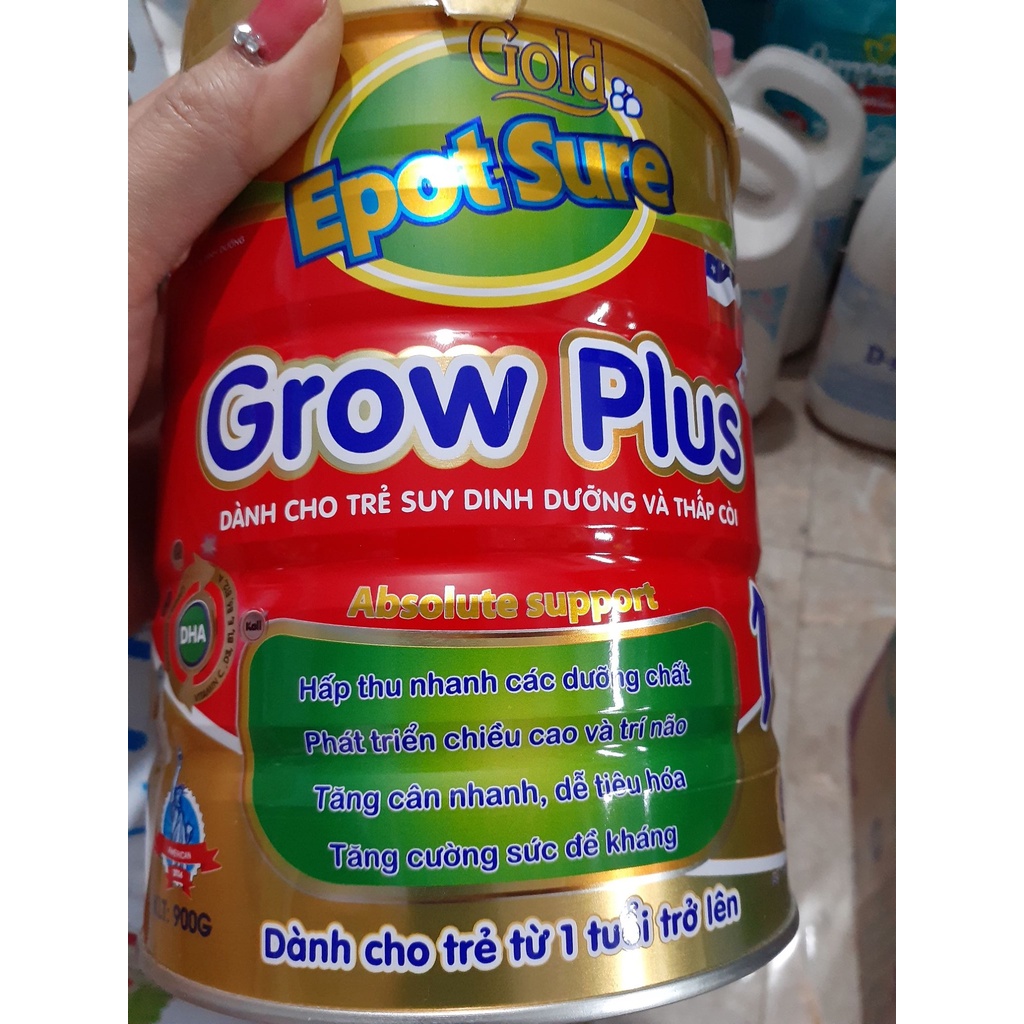 Gold
Epot-Sure
Grow Plus
DÀNH CHO TRẺ SUY DINH DƯỠNG VÀ THẤP CÒI
Absolute support
DHA
Kali
Hấp thu nhanh các dưỡng chất
Phát triển chiều cao và trí não
Tăng cân nhanh, dễ tiêu hóa
Tăng cường sức đề kháng
AMERICAN
900G
Dành cho trẻ từ 1 tuổi trở lên